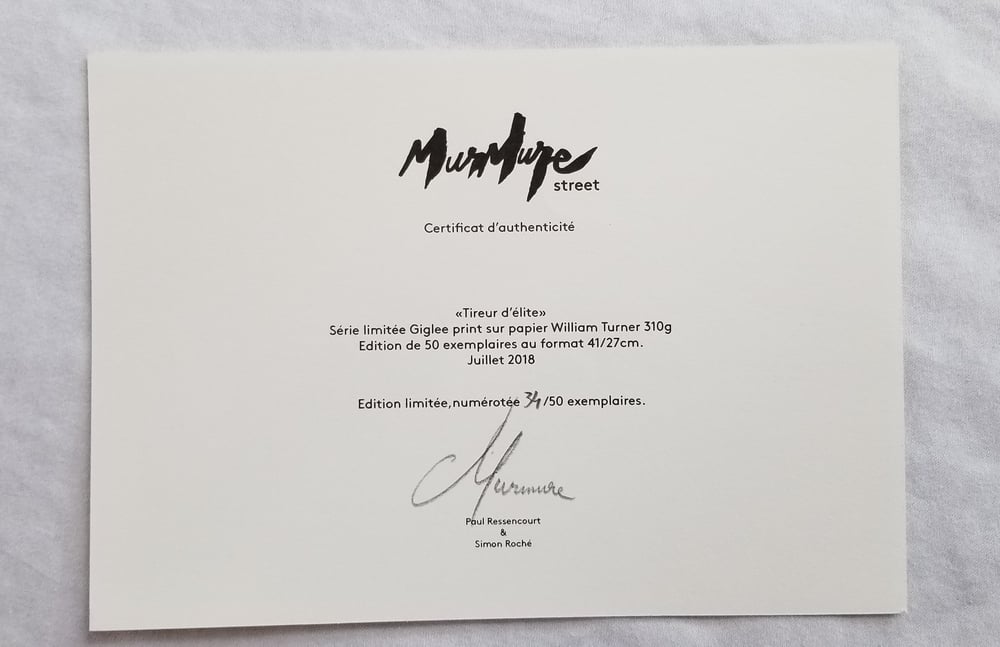 MurMure
street
Certificat d'authenticité
«Tireur d'élite»
Série limitée Giglee print sur papier William Turner 310g
Edition de 50 exemplaires au format 41/27cm.
Juillet 2018
Edition limitée,numérotée 34/50 exemplaires.
Murmure
Paul Ressencourt
&
Simon Roché